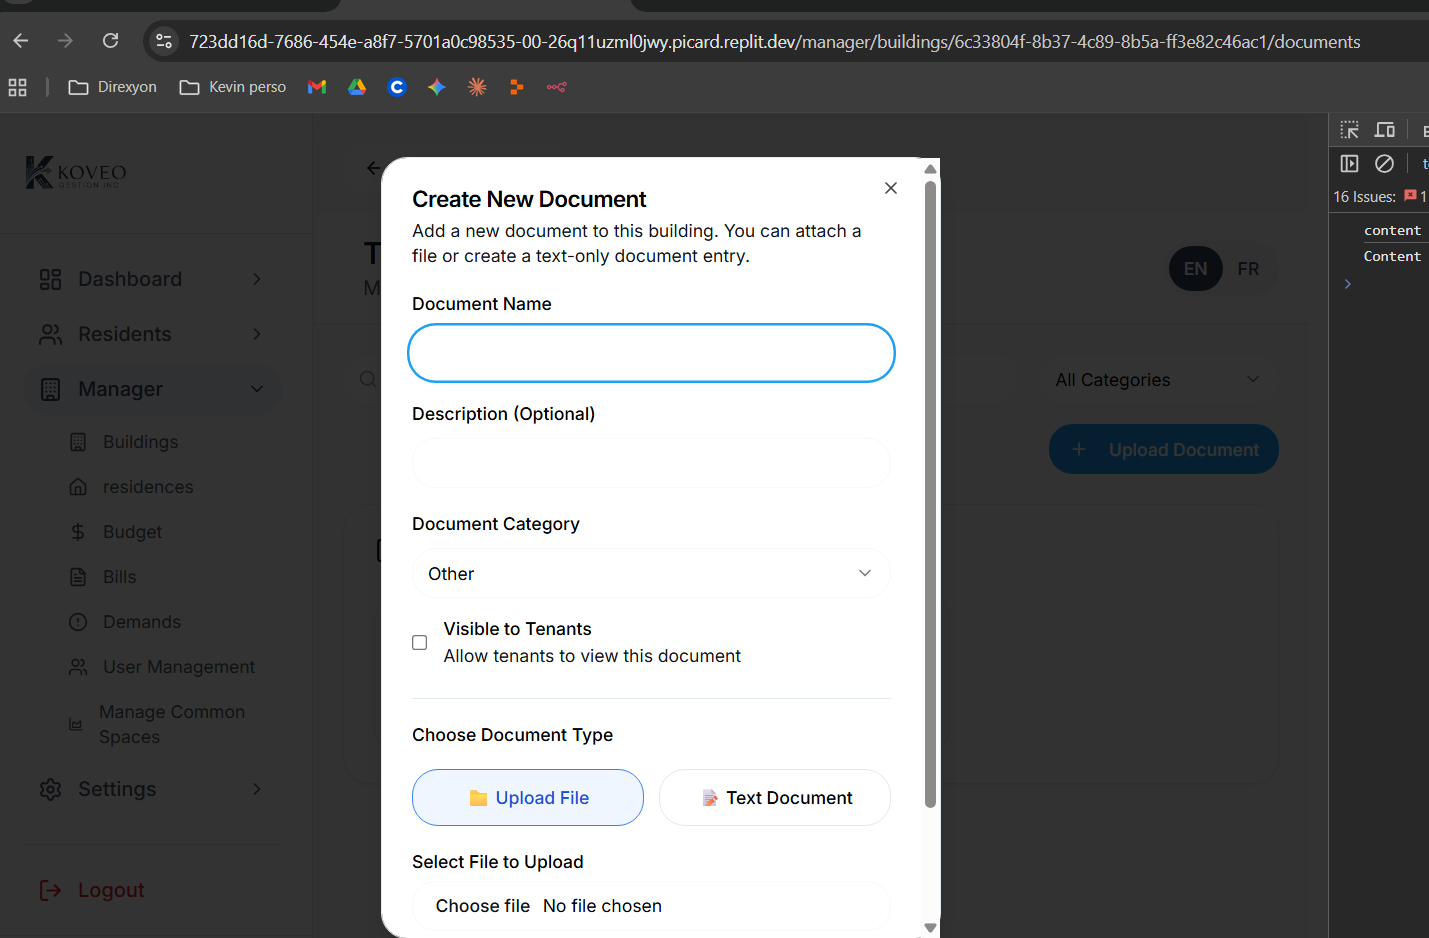 723dd16d-7686-454e-a8f7-5701a0c98535-00-26q11uzml0jwy.picard.replit.dev/manager/buildings/6c33804f-8b37-4c89-8b5a-ff3e82c46ac1/documents
Direxyon
Kevin perso
KOVEO
GESTION INC
Dashboard
Residents
Manager
Buildings
residences
Budget
Bills
Demands
User Management
Manage Common
Spaces
Settings
Logout
T
M
EN
FR
All Categories
Upload Document
Create New Document
Add a new document to this building. You can attach a
file or create a text-only document entry.
Document Name
Description (Optional)
Document Category
Other
Visible to Tenants
Allow tenants to view this document
Choose Document Type
📁 Upload File
📝 Text Document
Select File to Upload
Choose file No file chosen
16 Issues: 1
content
Content